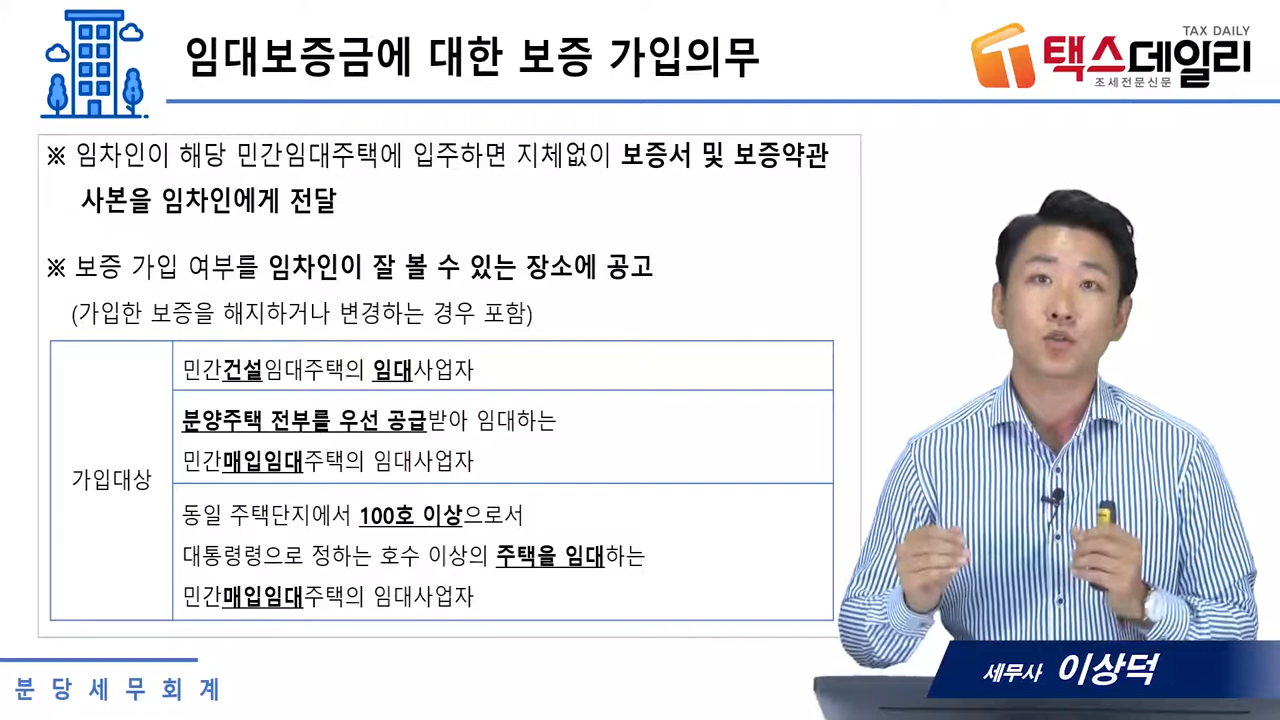 임대보증금에 대한 보증 가입의무
TAX DAILY
택스데일리
조세전문신문
※ 임차인이 해당 민간임대주택에 입주하면 지체없이 보증서 및 보증약관
사본을 임차인에게 전달
※ 보증 가입 여부를 임차인이 잘 볼 수 있는 장소에 공고
(가입한 보증을 해지하거나 변경하는 경우 포함)
가입대상
민간건설임대주택의 임대사업자
분양주택 전부를 우선 공급받아 임대하는
민간매입임대주택의 임대사업자
동일 주택단지에서 100호 이상으로서
대통령령으로 정하는 호수 이상의 주택을 임대하는
민간매입임대주택의 임대사업자
세무사 이상덕
분당세무회계